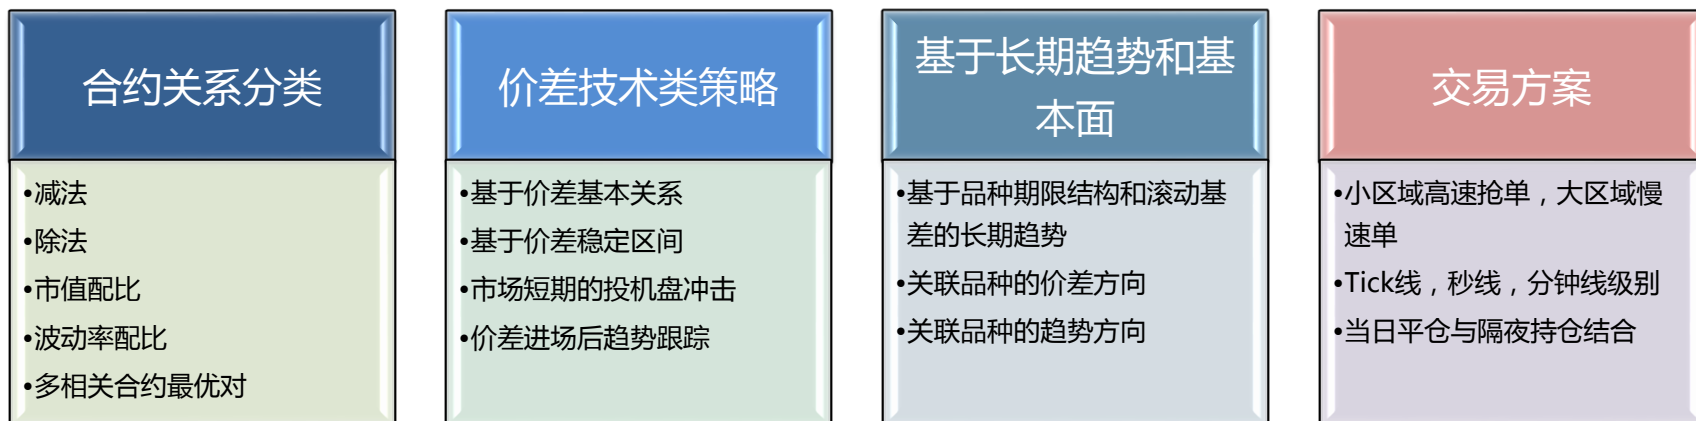 合约关系分类
•减法
•除法
•市值配比
•波动率配比
•多相关合约最优对
价差技术类策略
•基于价差基本关系
•基于价差稳定区间
•市场短期的投机盘冲击
•价差进场后趋势跟踪
基于长期趋势和基
本面
•基于品种期限结构和滚动基
差的长期趋势
•关联品种的价差方向
•关联品种的趋势方向
交易方案
•小区域高速抢单，大区域慢
速单
•Tick线，秒线，分钟线级别
•当日平仓与隔夜持仓结合